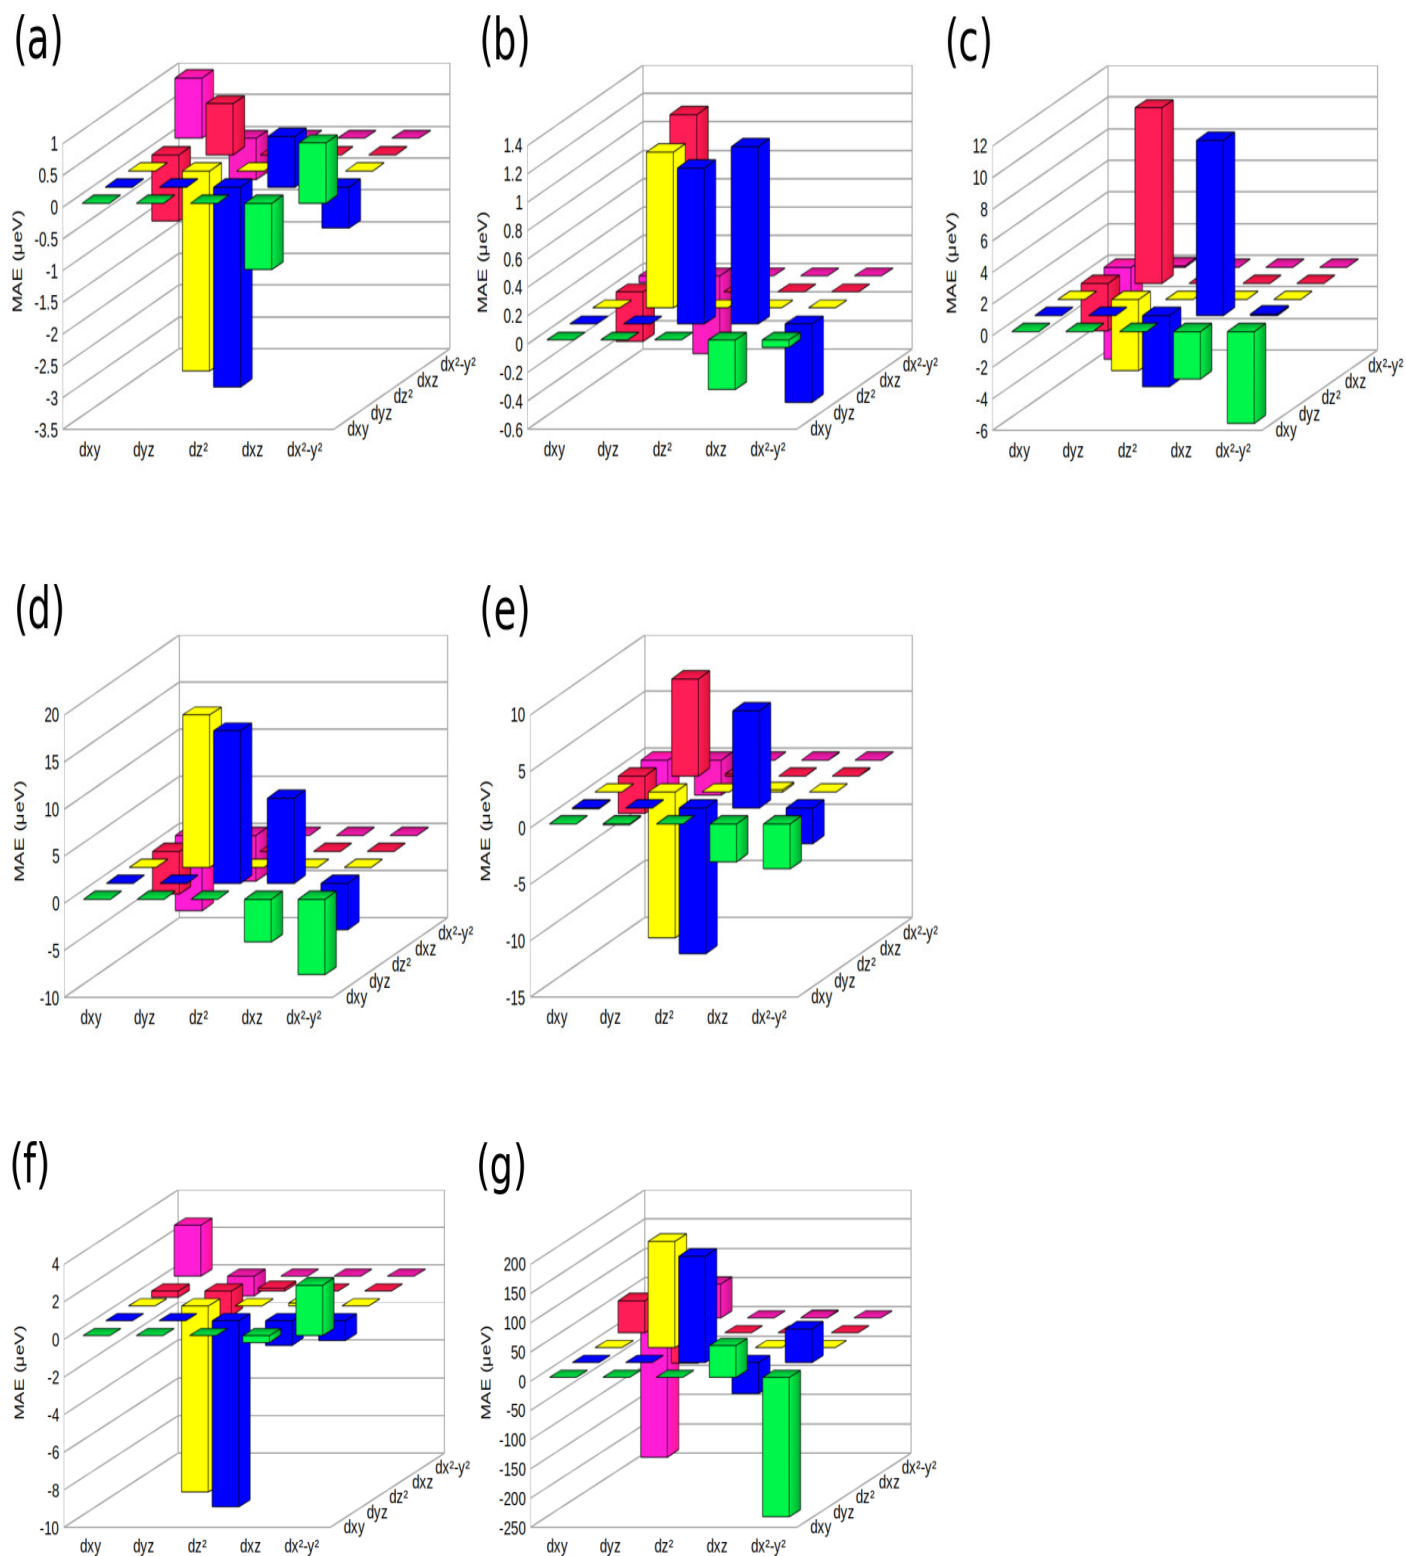 (a)
MAE (µeV)
1
0.5
0
-0.5
-1
-1.5
-2
-2.5
-3
-3.5
dxy dyz dz² dxz dx²-y²
dxy
dyz
dz²
dxz
dx²-y²
(b)
MAE (µeV)
1.4
1.2
1
0.8
0.6
0.4
0.2
0
-0.2
-0.4
-0.6
dxy dyz dz² dxz dx²-y²
dxy
dyz
dz²
dxz
dx²-y²
(c)
MAE (µeV)
12
10
8
6
4
2
0
-2
-4
-6
dxy dyz dz² dxz dx²-y²
dxy
dyz
dz²
dxz
dx²-y²
(d)
MAE (µeV)
20
15
10
5
0
-5
-10
dxy dyz dz² dxz dx²-y²
dxy
dyz
dz²
dxz
dx²-y²
(e)
MAE (µeV)
10
5
0
-5
-10
-15
dxy dyz dz² dxz dx²-y²
dxy
dyz
dz²
dxz
dx²-y²
(f)
MAE (µeV)
4
2
0
-2
-4
-6
-8
-10
dxy dyz dz² dxz dx²-y²
dxy
dyz
dz²
dxz
dx²-y²
(g)
MAE (µeV)
200
150
100
50
0
-50
-100
-150
-200
-250
dxy dyz dz² dxz dx²-y²
dxy
dyz
dz²
dxz
dx²-y²